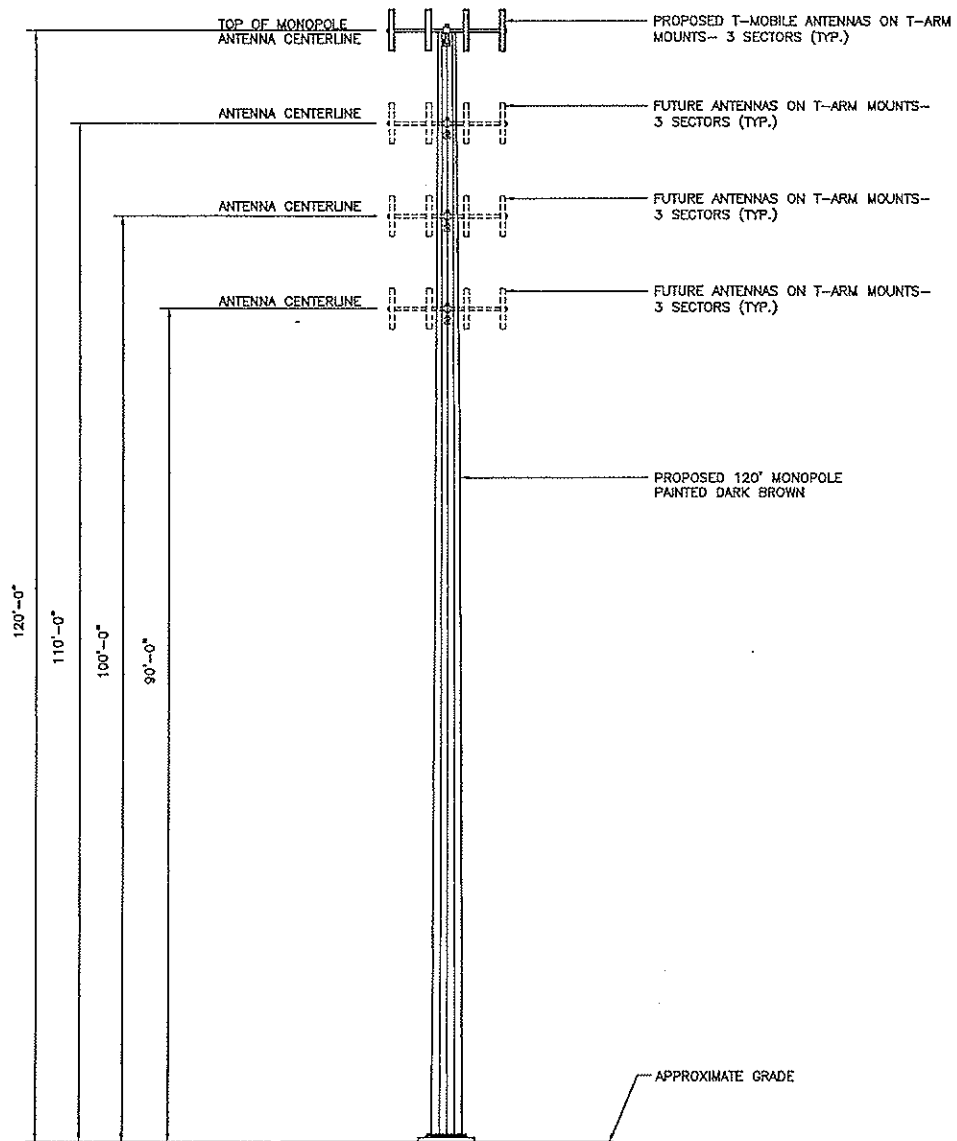 TOP OF MONOPOLE
ANTENNA CENTERLINE
PROPOSED T-MOBILE ANTENNAS ON T-ARM
MOUNTS- 3 SECTORS (TYP.)
ANTENNA CENTERLINE
FUTURE ANTENNAS ON T-ARM MOUNTS-
3 SECTORS (TYP.)
ANTENNA CENTERLINE
FUTURE ANTENNAS ON T-ARM MOUNTS-
3 SECTORS (TYP.)
ANTENNA CENTERLINE
FUTURE ANTENNAS ON T-ARM MOUNTS-
3 SECTORS (TYP.)
PROPOSED 120' MONOPOLE
PAINTED DARK BROWN
120'-0"
110'-0"
100'-0"
90'-0"
APPROXIMATE GRADE